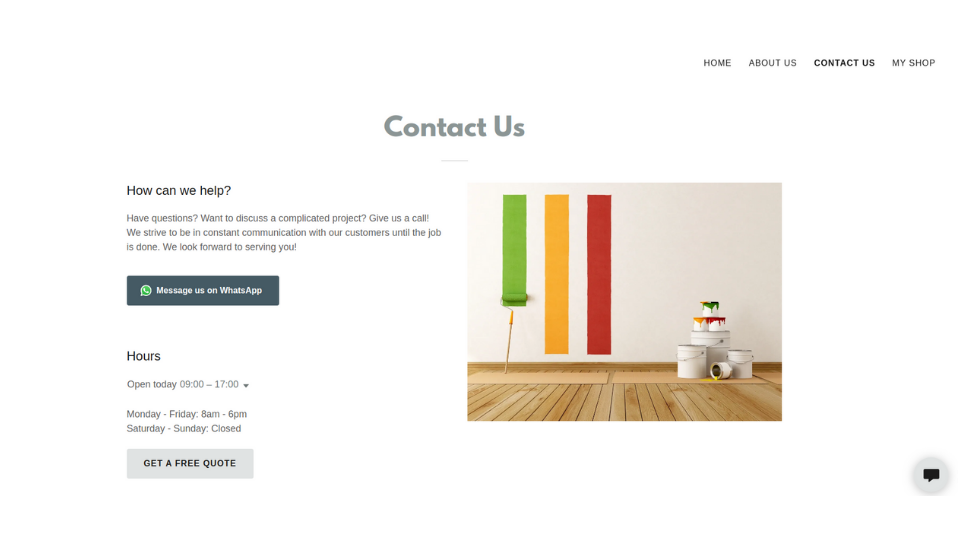 HOME ABOUT US CONTACT US MY SHOP
Contact Us
How can we help?
Have questions? Want to discuss a complicated project? Give us a call!
We strive to be in constant communication with our customers until the job
is done. We look forward to serving you!
Message us on WhatsApp
Hours
Open today 09:00 – 17:00
Monday - Friday: 8am - 6pm
Saturday - Sunday: Closed
GET A FREE QUOTE